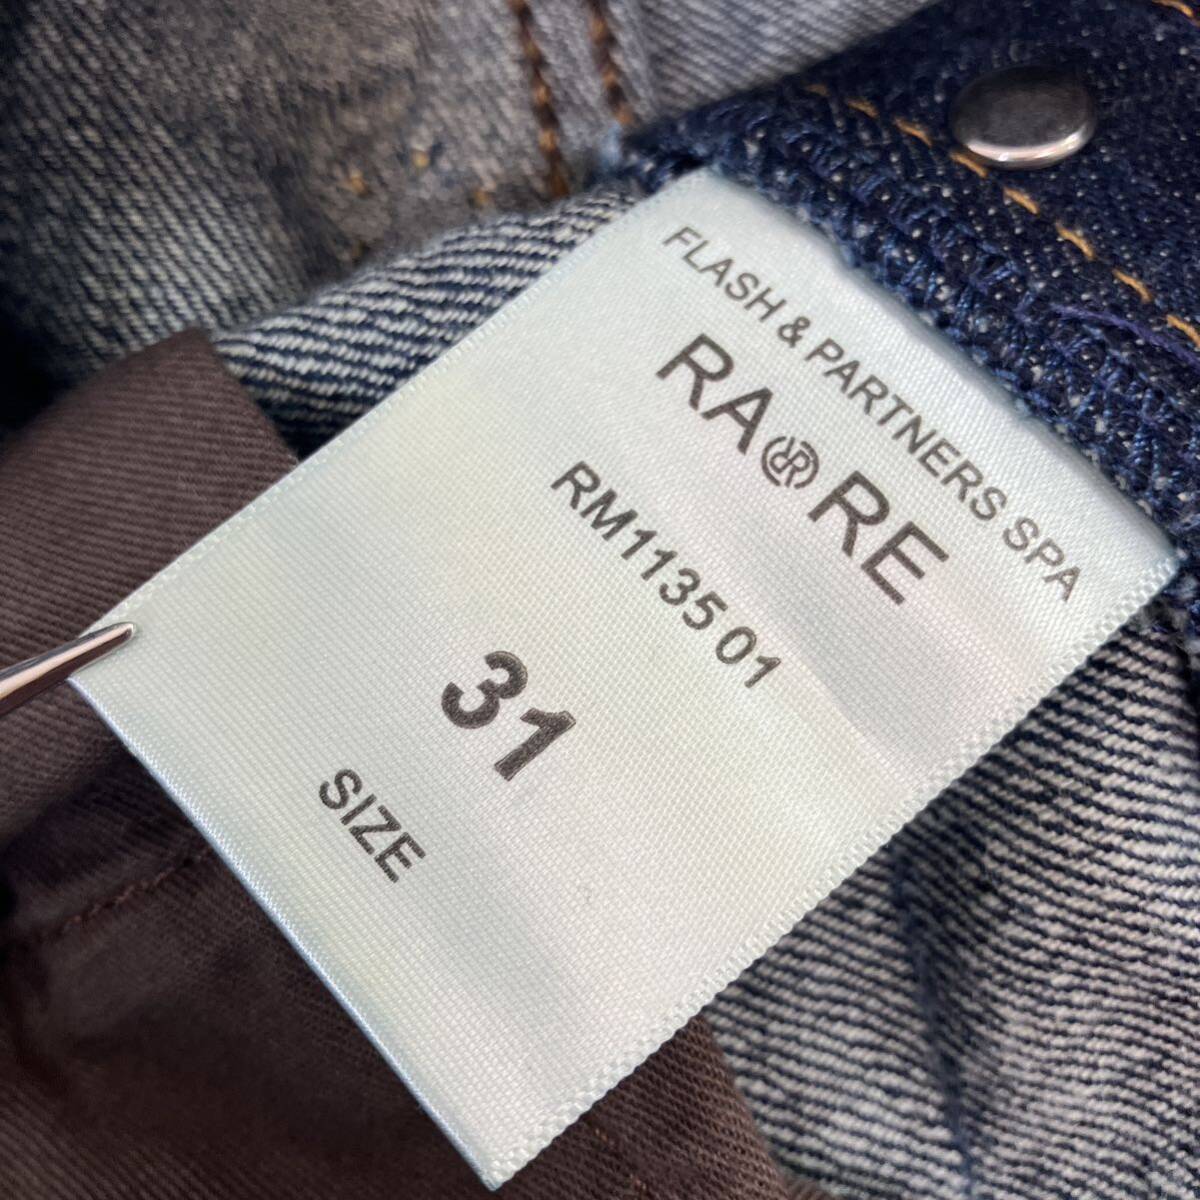 FLASH & PARTNERS SPA
RA®RE
RM1135 01
31
SIZE